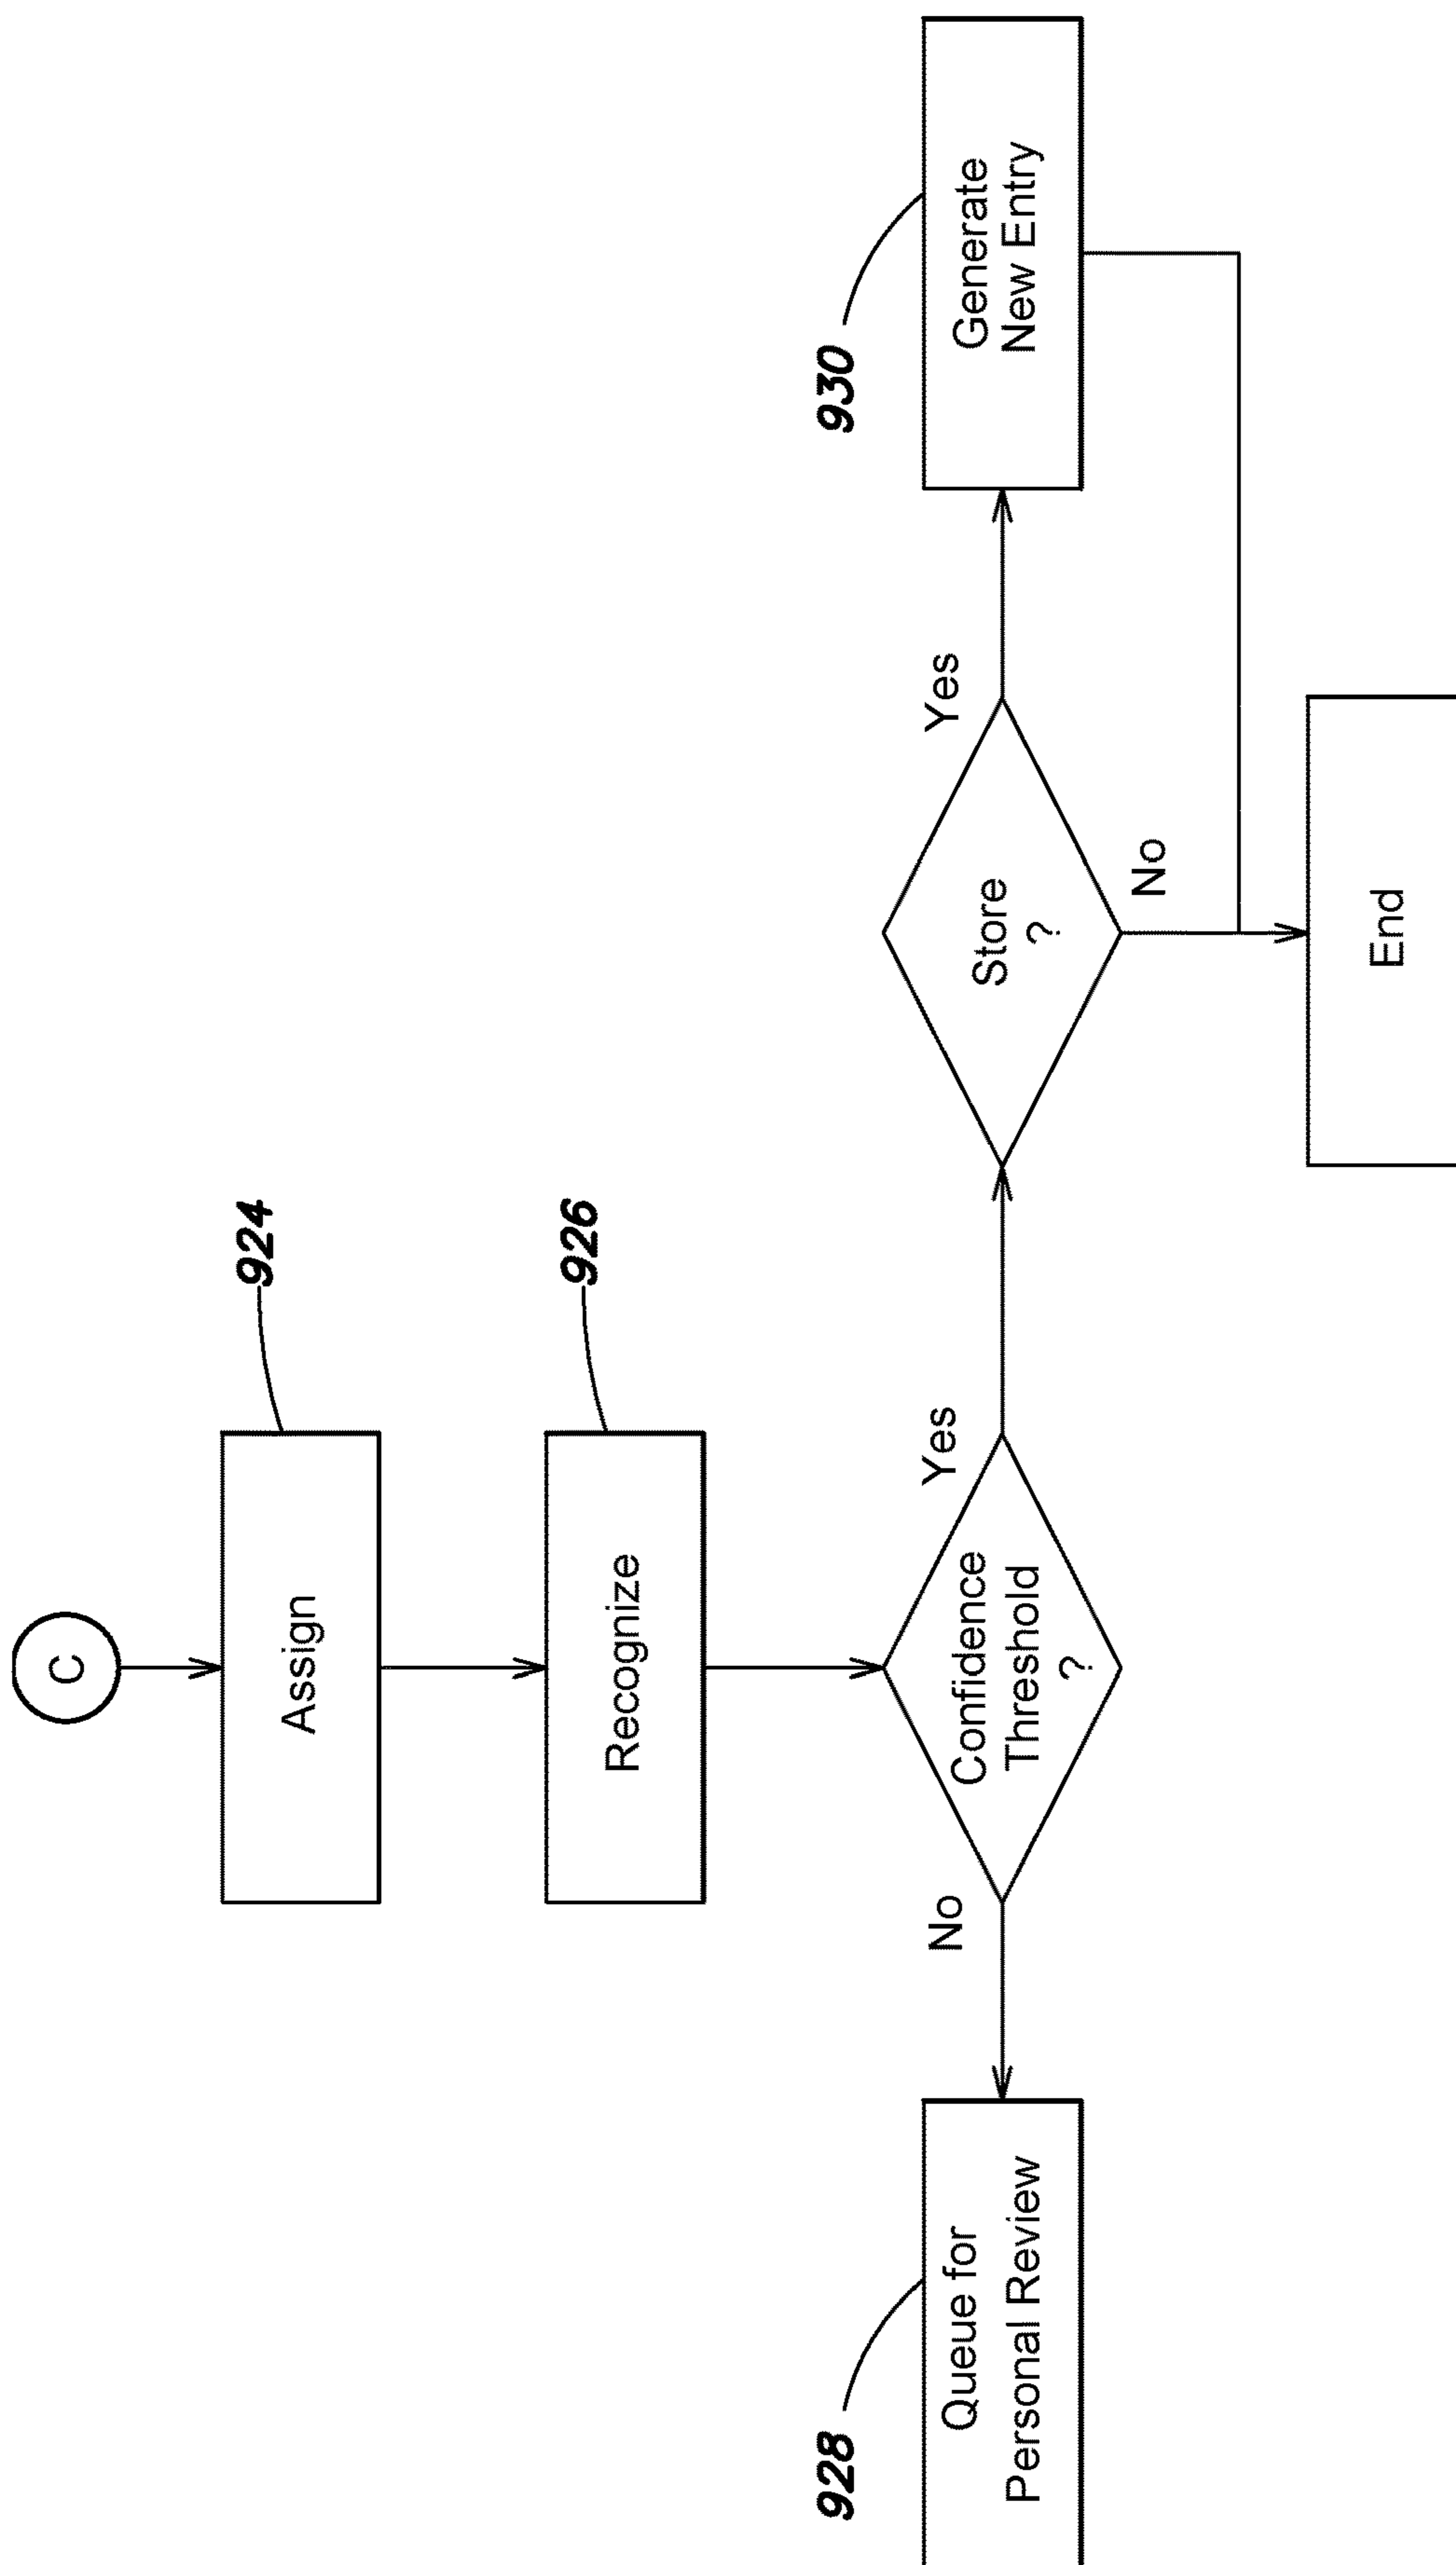 C
924
Assign
926
Recognize
928
Queue for
Personal Review
No
Confidence
Threshold
?
Yes
Store
?
Yes
No
930
Generate
New Entry
End